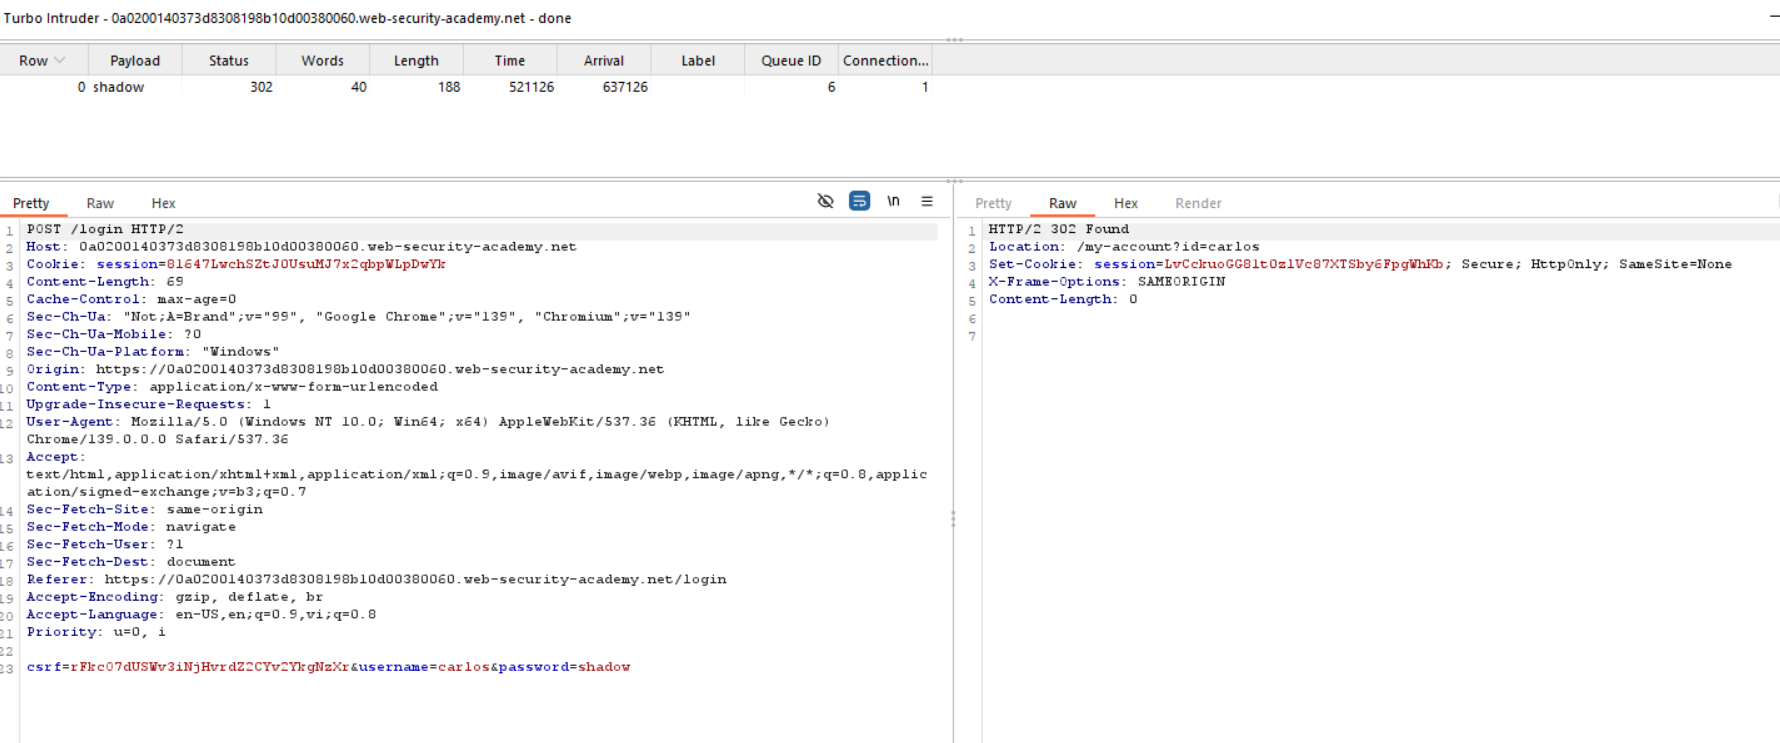 Turbo Intruder - 0a0200140373d8308198b10d00380060.web-security-academy.net - done
Row Payload Status Words Length Time Arrival Label Queue ID Connection...
0 shadow 302 40 188 521126 637126 6 1
Pretty Raw Hex \n
1 POST /login HTTP/2
2 Host: 0a0200140373d8308198b10d00380060.web-security-academy.net
3 Cookie: session=81647LwchSZtJ0UsuMJ7x2qbpWLpDwYk
4 Content-Length: 69
5 Cache-Control: max-age=0
6 Sec-Ch-Ua: "Not;A=Brand";v="99", "Google Chrome";v="139", "Chromium";v="139"
7 Sec-Ch-Ua-Mobile: ?0
8 Sec-Ch-Ua-Platform: "Windows"
9 Origin: https://0a0200140373d8308198b10d00380060.web-security-academy.net
10 Content-Type: application/x-www-form-urlencoded
11 Upgrade-Insecure-Requests: 1
12 User-Agent: Mozilla/5.0 (Windows NT 10.0; Win64; x64) AppleWebKit/537.36 (KHTML, like Gecko)
Chrome/139.0.0.0 Safari/537.36
13 Accept:
text/html,application/xhtml+xml,application/xml;q=0.9,image/avif,image/webp,image/apng,*/*;q=0.8,applic
ation/signed-exchange;v=b3;q=0.7
14 Sec-Fetch-Site: same-origin
15 Sec-Fetch-Mode: navigate
16 Sec-Fetch-User: ?1
17 Sec-Fetch-Dest: document
18 Referer: https://0a0200140373d8308198b10d00380060.web-security-academy.net/login
19 Accept-Encoding: gzip, deflate, br
20 Accept-Language: en-US,en;q=0.9,vi;q=0.8
21 Priority: u=0, i
22
23 csrf=rFkc07dUSWv3iNjHvrdZ2CYv2YkgNzXr&username=carlos&password=shadow
Pretty Raw Hex Render
1 HTTP/2 302 Found
2 Location: /my-account?id=carlos
3 Set-Cookie: session=LvCckuoGG81t0zlVc87XTSby6FpgWhKb; Secure; HttpOnly; SameSite=None
4 X-Frame-Options: SAMEORIGIN
5 Content-Length: 0
6
7